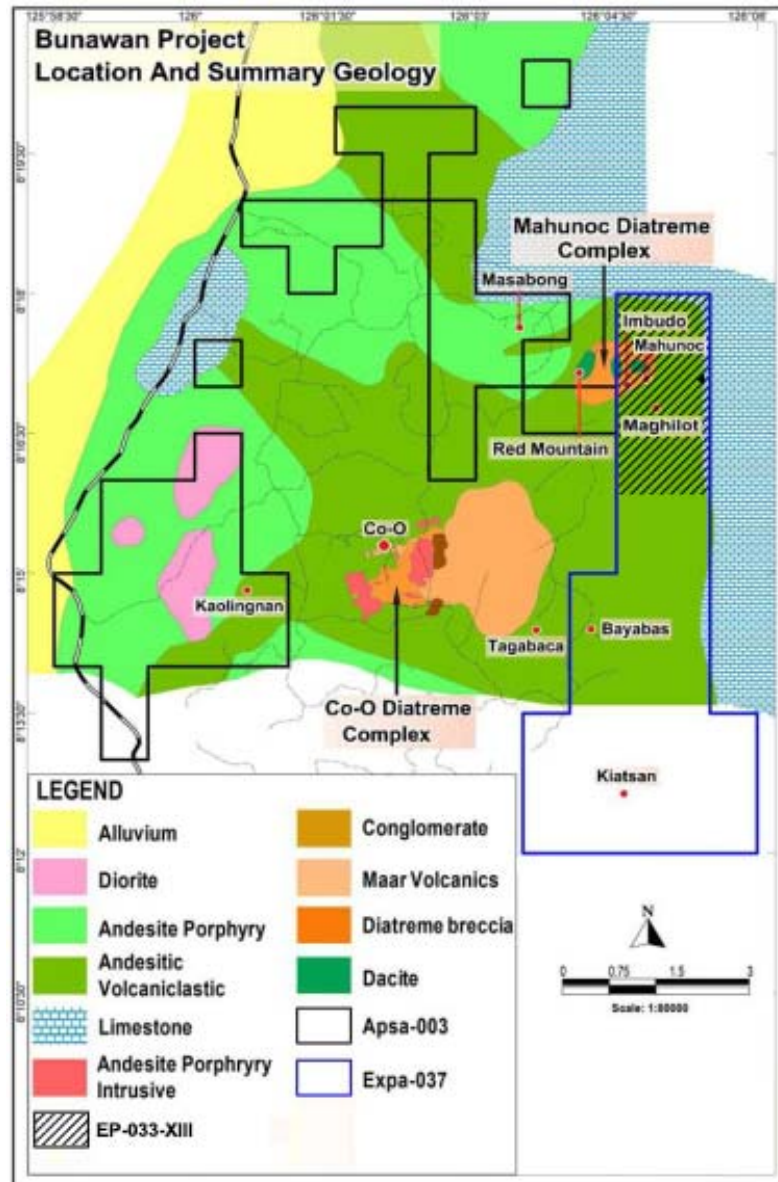 125°58'30"
126°
126°01'30"
126°03'
126°04'30"
126°06'
Bunawan Project
Location And Summary Geology
8°19'30"
8°18'
8°16'30"
8°15'
8°13'30"
8°12'
8°10'30"
Mahunoc Diatreme
Complex
Masabong
Imbudo
Mahunoc
Maghilot
Red Mountain
Co-O
Kaolingnan
Tagabaca
Bayabas
Co-O Diatreme
Complex
Kiatsan
LEGEND
Alluvium
Diorite
Andesite Porphyry
Andesitic
Volcaniclastic
Limestone
Andesite Porphryry
Intrusive
EP-033-XIII
Conglomerate
Maar Volcanics
Diatreme breccia
Dacite
Apsa-003
Expa-037
N
0 0.75 1.5 3
Scale: 1:80000